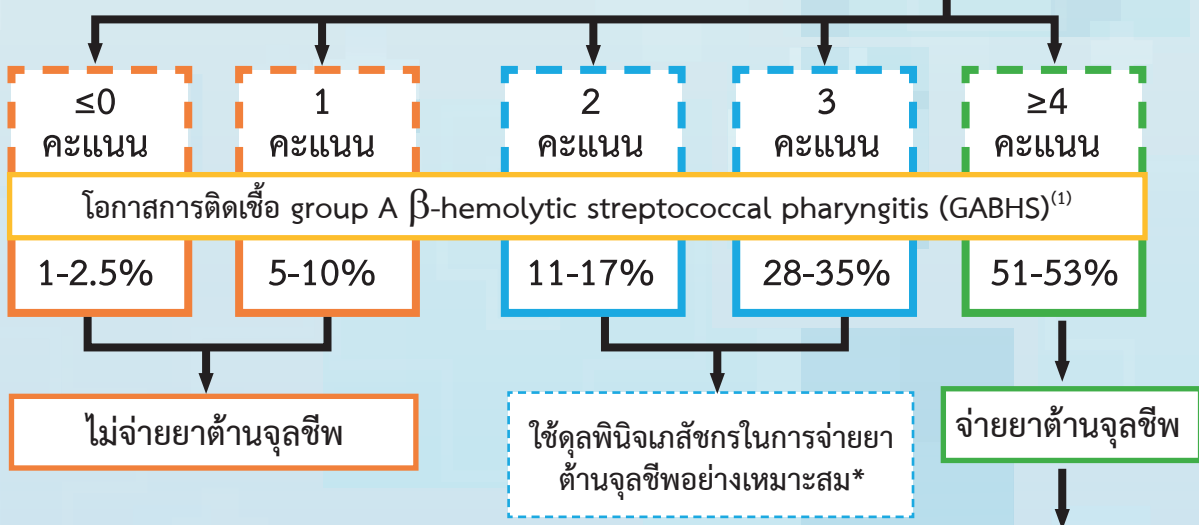 ≤0
คะแนน
1
คะแนน
2
คะแนน
3
คะแนน
≥4
คะแนน
โอกาสการติดเชื้อ group A β-hemolytic streptococcal pharyngitis (GABHS)⁽¹⁾
1-2.5%
5-10%
11-17%
28-35%
51-53%
ไม่จ่ายยาต้านจุลชีพ
ใช้ดุลพินิจเภสัชกรในการจ่ายยา
ต้านจุลชีพอย่างเหมาะสม*
จ่ายยาต้านจุลชีพ